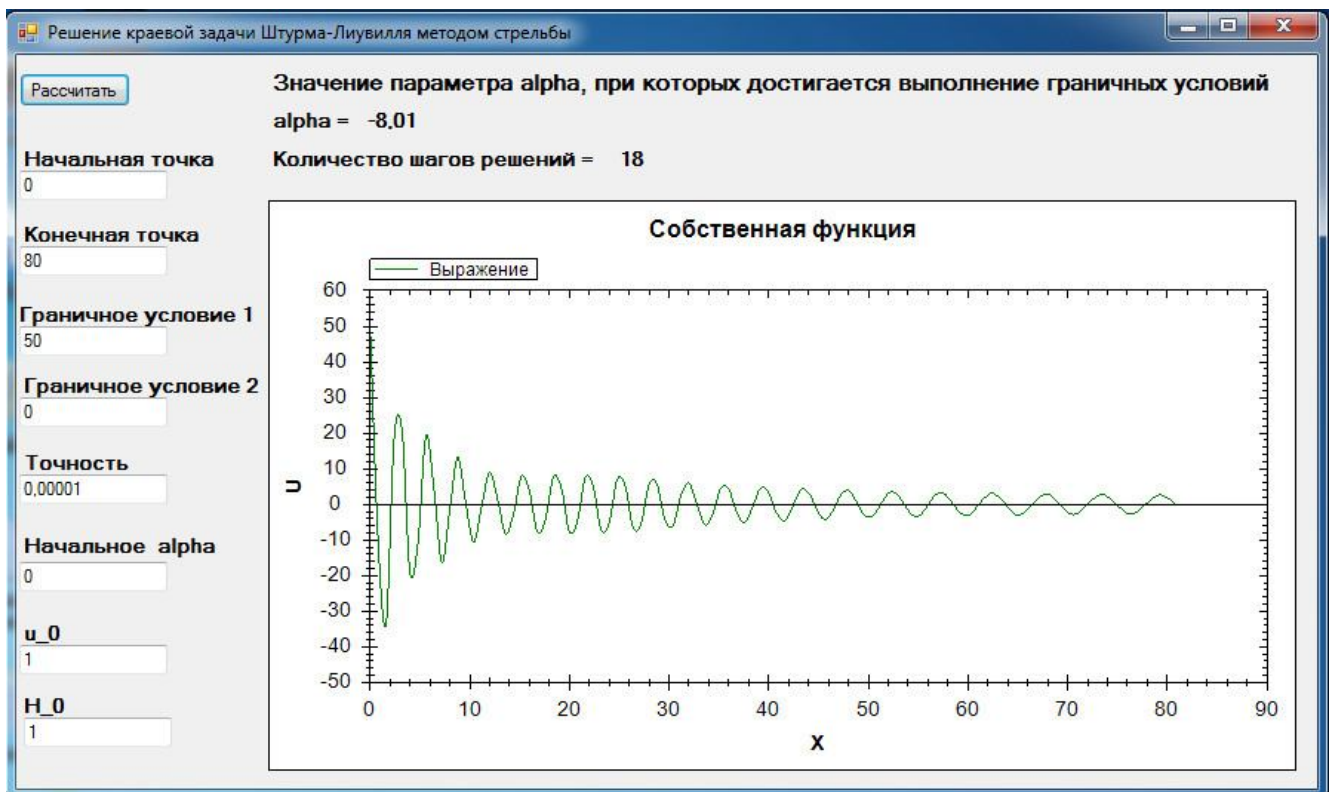 Решение краевой задачи Штурма-Лиувилля методом стрельбы
Рассчитать
Значение параметра alpha, при которых достигается выполнение граничных условий
alpha = -8,01
Количество шагов решений = 18
Начальная точка
0
Конечная точка
80
Граничное условие 1
50
Граничное условие 2
0
Точность
0,00001
Начальное alpha
0
u_0
1
H_0
1
Собственная функция
Выражение
60
50
40
30
20
10
0
-10
-20
-30
-40
-50
U
0 10 20 30 40 50 60 70 80 90
X